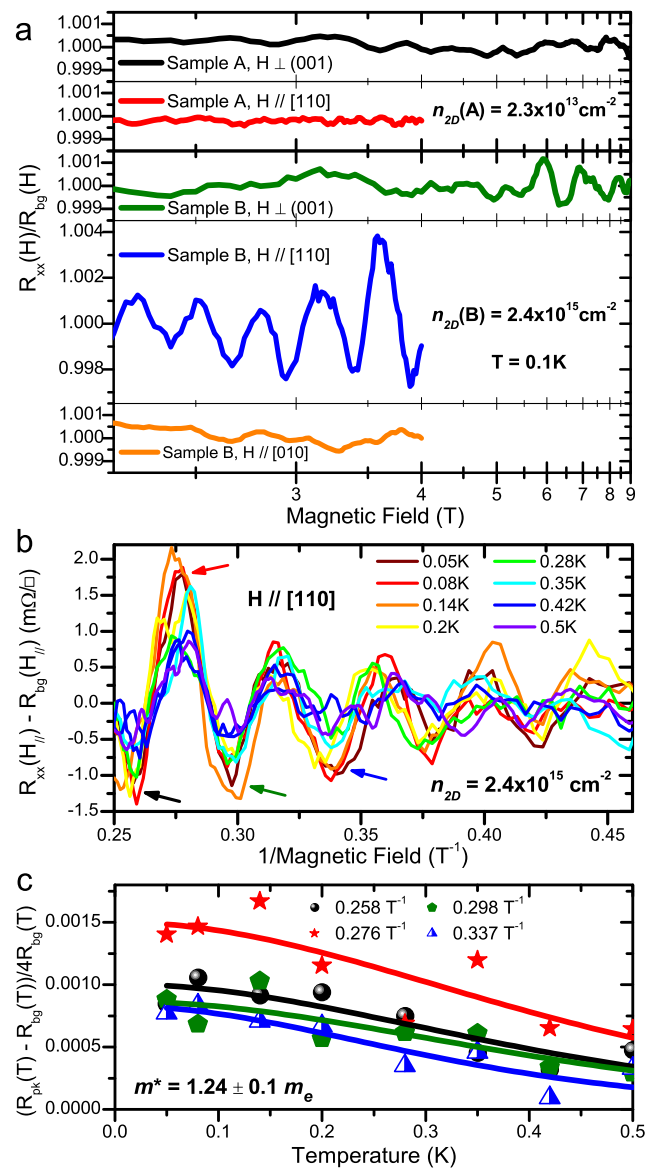 a
1.001
1.000
0.999
Sample A, H ⊥ (001)
1.001
1.000
0.999
Sample A, H // [110]
n2D(A) = 2.3x10^13cm^-2
1.001
1.000
0.999
Sample B, H ⊥ (001)
1.004
1.000
0.998
Sample B, H // [110]
n2D(B) = 2.4x10^15cm^-2
T = 0.1K
1.001
1.000
0.999
Sample B, H // [010]
Rxx(H)/Rbg(H)
3 4 5 6 7 8 9
Magnetic Field (T)
b
2.0
1.5
1.0
0.5
0.0
-0.5
-1.0
-1.5
Rxx(H//) - Rbg(H//) (mΩ/□)
H // [110]
0.05K 0.28K
0.08K 0.35K
0.14K 0.42K
0.2K 0.5K
n2D = 2.4x10^15 cm^-2
0.25 0.30 0.35 0.40 0.45
1/Magnetic Field (T^-1)
c
0.0015
0.0010
0.0005
0.0000
(Rpk(T) - Rbg(T))/4Rbg(T)
0.258 T^-1 0.298 T^-1
0.276 T^-1 0.337 T^-1
m* = 1.24 ± 0.1 me
0.0 0.1 0.2 0.3 0.4 0.5
Temperature (K)